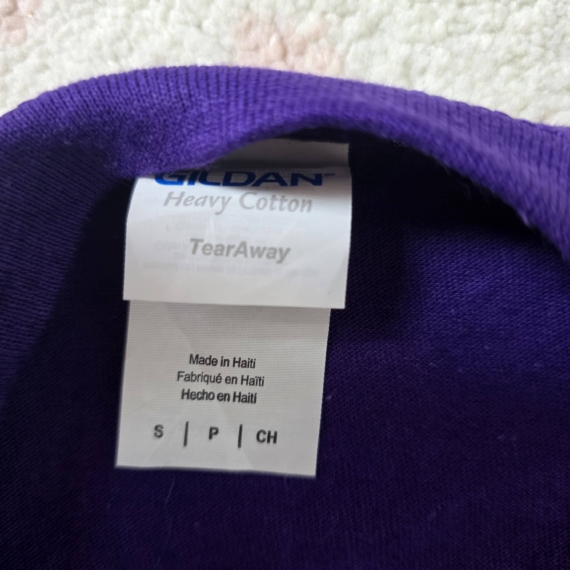 GILDAN
Heavy Cotton
TearAway
Made in Haiti
Fabriqué en Haïti
Hecho en Haití
S | P | CH